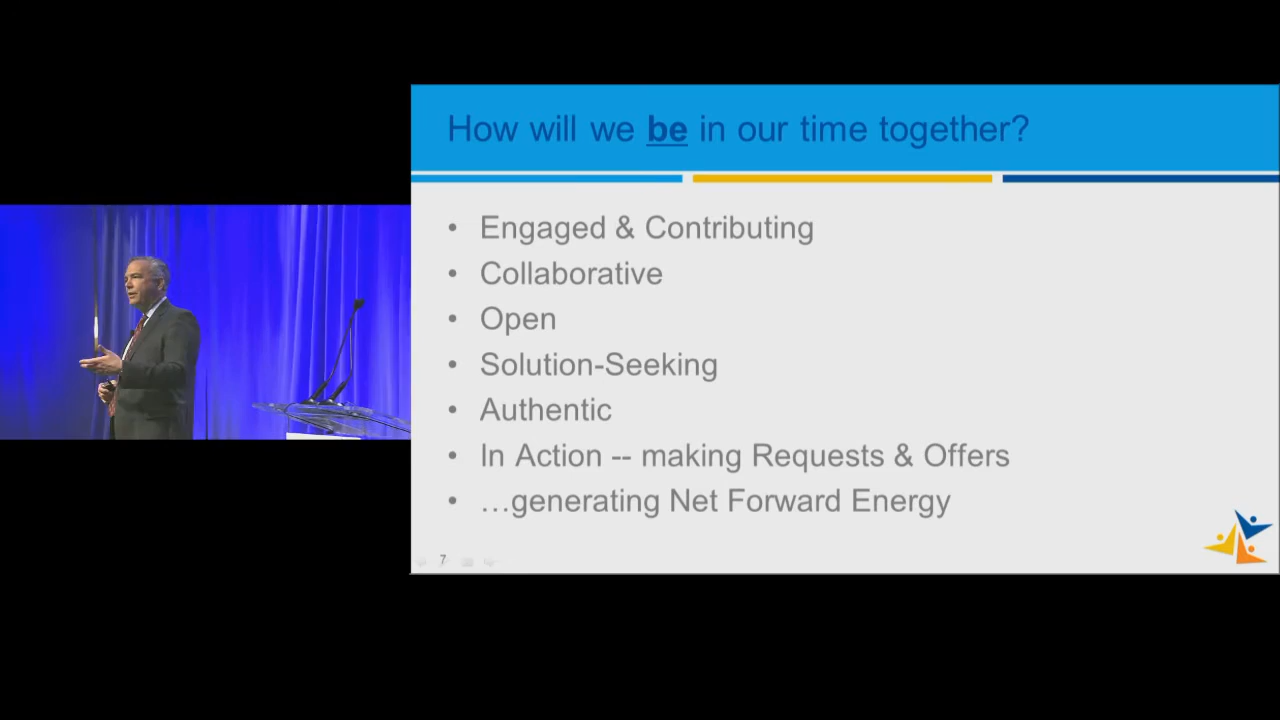 How will we be in our time together?
• Engaged & Contributing
• Collaborative
• Open
• Solution-Seeking
• Authentic
• In Action -- making Requests & Offers
• …generating Net Forward Energy
7